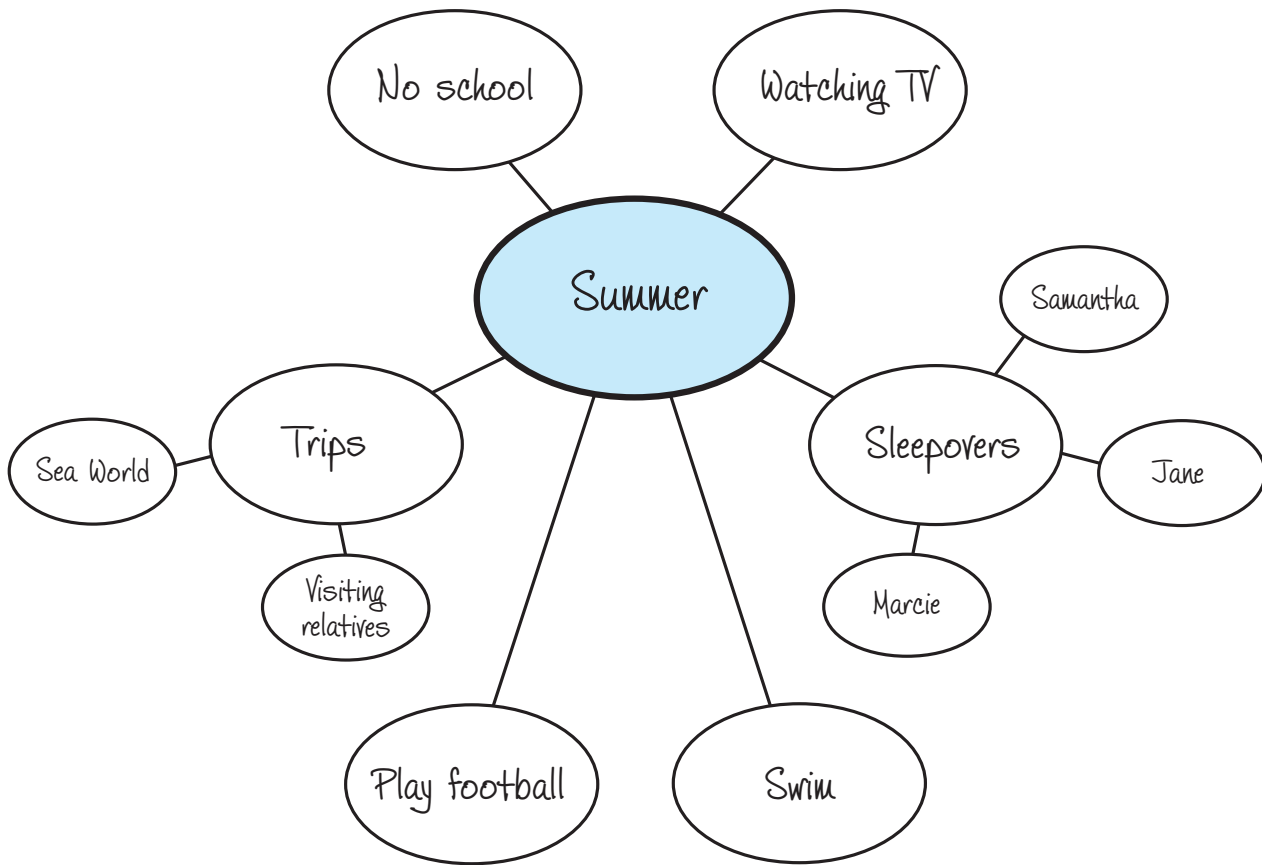 No school
Watching TV
Summer
Samantha
Trips
Sleepovers
Sea World
Jane
Visiting
relatives
Marcie
Play football
Swim